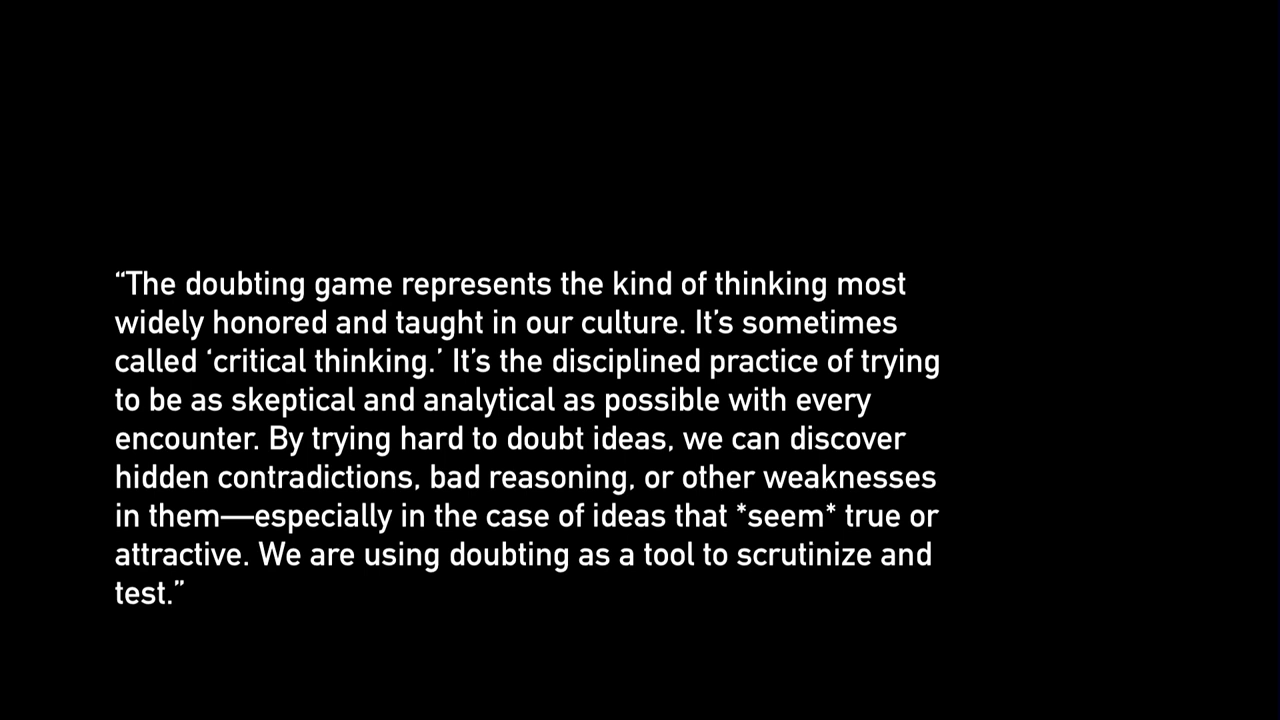 “The doubting game represents the kind of thinking most
widely honored and taught in our culture. It’s sometimes
called ‘critical thinking.’ It’s the disciplined practice of trying
to be as skeptical and analytical as possible with every
encounter. By trying hard to doubt ideas, we can discover
hidden contradictions, bad reasoning, or other weaknesses
in them—especially in the case of ideas that *seem* true or
attractive. We are using doubting as a tool to scrutinize and
test.”